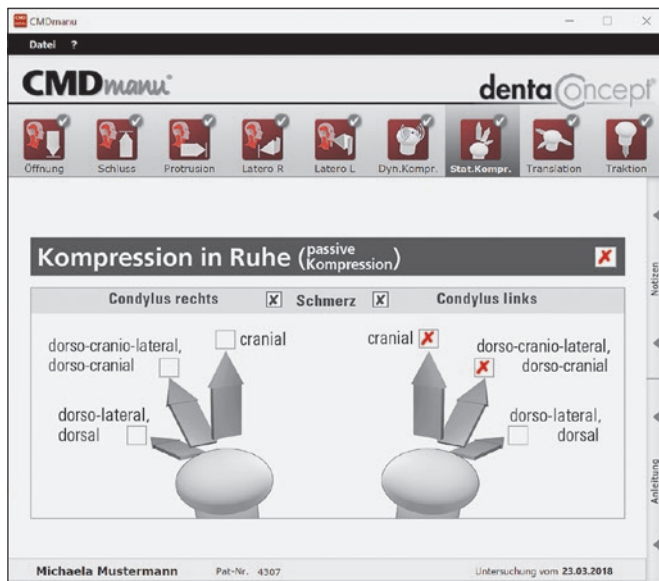 CMDmanu
Datei ?
CMDmanu
dentaConcept
Öffnung Schluss Protrusion Latero R Latero L Dyn.Kompr. Stat.Kompr. Translation Traktion
Kompression in Ruhe (passive Kompression)
Condylus rechts Schmerz Condylus links
dorso-cranio-lateral,
dorso-cranial
cranial
dorso-lateral,
dorsal
cranial
dorso-cranio-lateral,
dorso-cranial
dorso-lateral,
dorsal
Notizen
Anleitung
Michaela Mustermann Pat-Nr. 4307 Untersuchung vom 23.03.2018